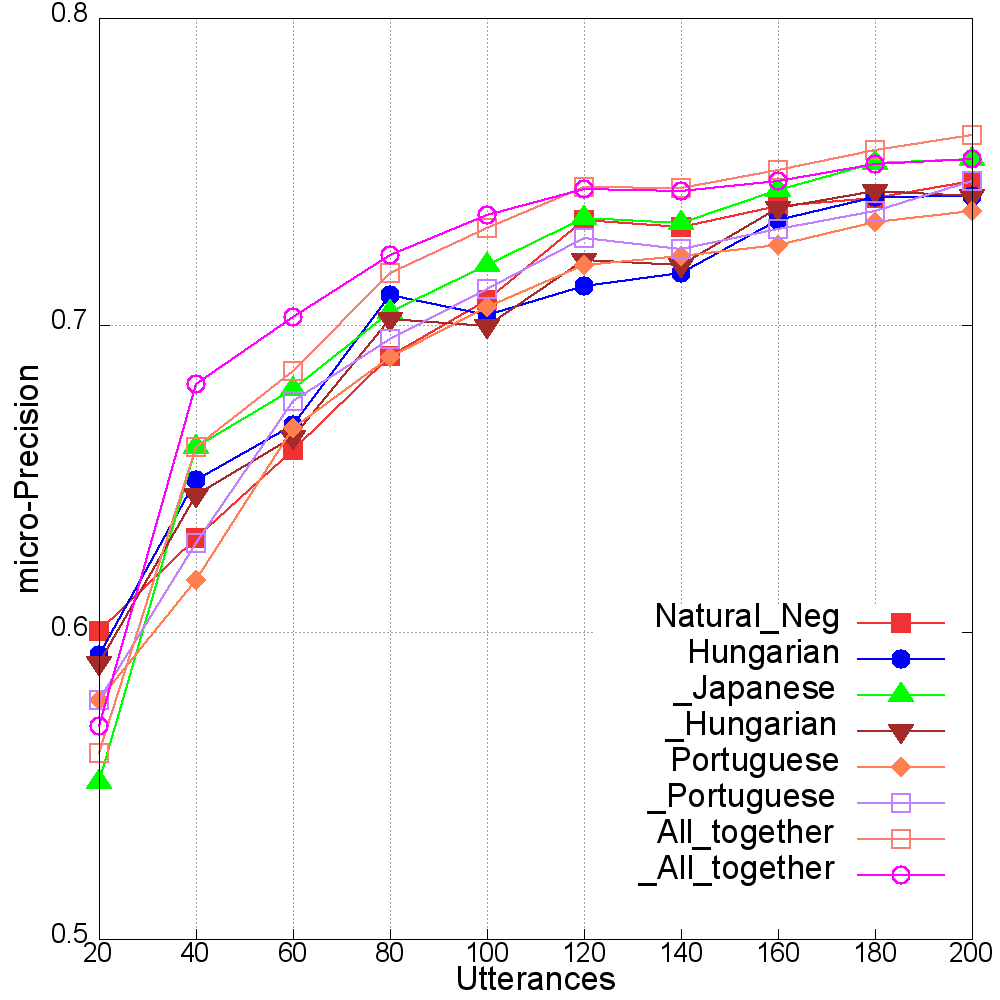 0.8
0.7
0.6
0.5
micro-Precision
Natural_Neg
Hungarian
_Japanese
_Hungarian
Portuguese
_Portuguese
All_together
_All_together
20 40 60 80 100 120 140 160 180 200
Utterances